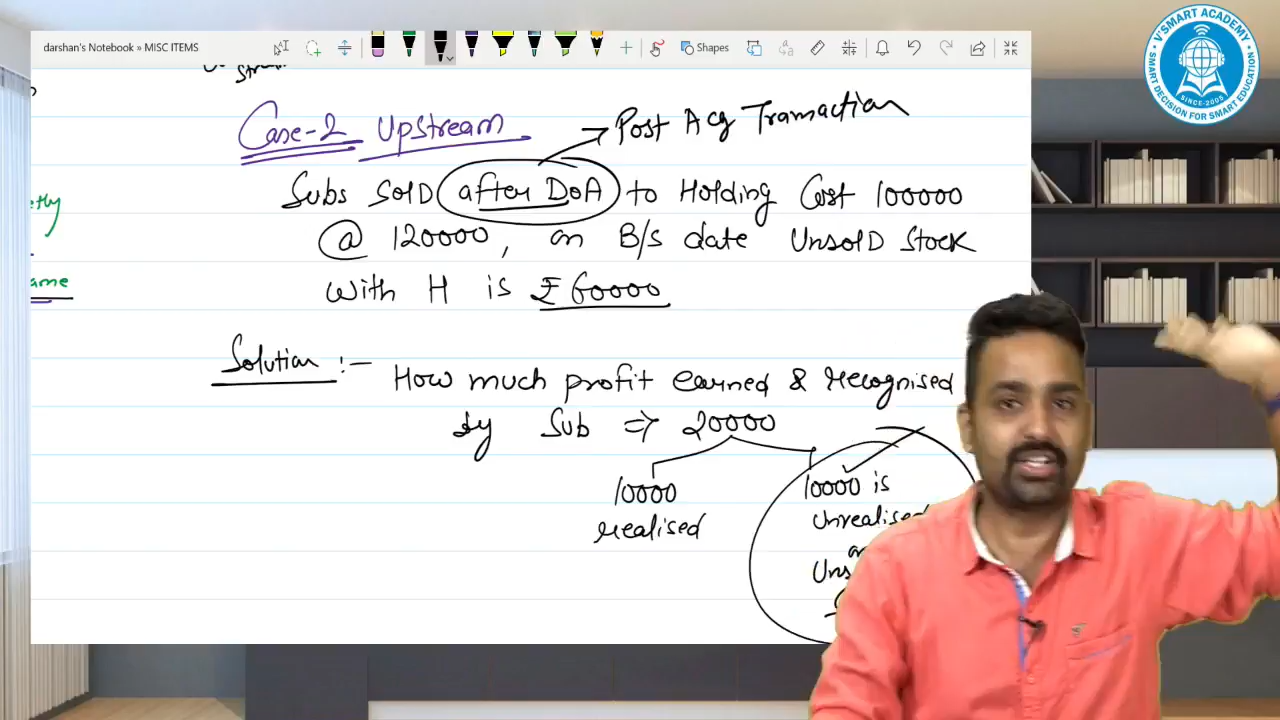 darshan's Notebook » MISC ITEMS
Shapes
V'SMART ACADEMY
SINCE-2005
SMART DECISION FOR SMART EDUCATION
Case-2 Upstream
Post Acq Transaction
Subs sold after DOA to Holding Cost 100000
@ 120000, on B/s date Unsold stock
with H is ₹ 60000
ame
Solution :-
How much profit earned & recognised
by Sub ⇒ 20000
10000
realised
10000 is
unrealised